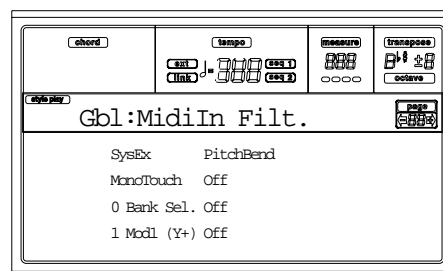 chord
tempo
measure
transpose
ext
link
seq 1
seq 2
octave
style play
page
Gbl:MidiIn Filt.
SysEx PitchBend
MonoTouch Off
0 Bank Sel. Off
1 Mod1 (Y+) Off